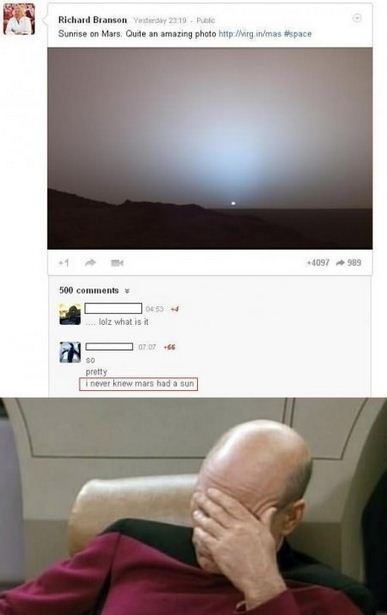 Richard Branson Yesterday 23:19 - Public
Sunrise on Mars. Quite an amazing photo http://virg.in/mas #space
+1
+4097 989
500 comments
04:53 +4
.... lolz what is it
07:07 +66
so
pretty
i never knew mars had a sun